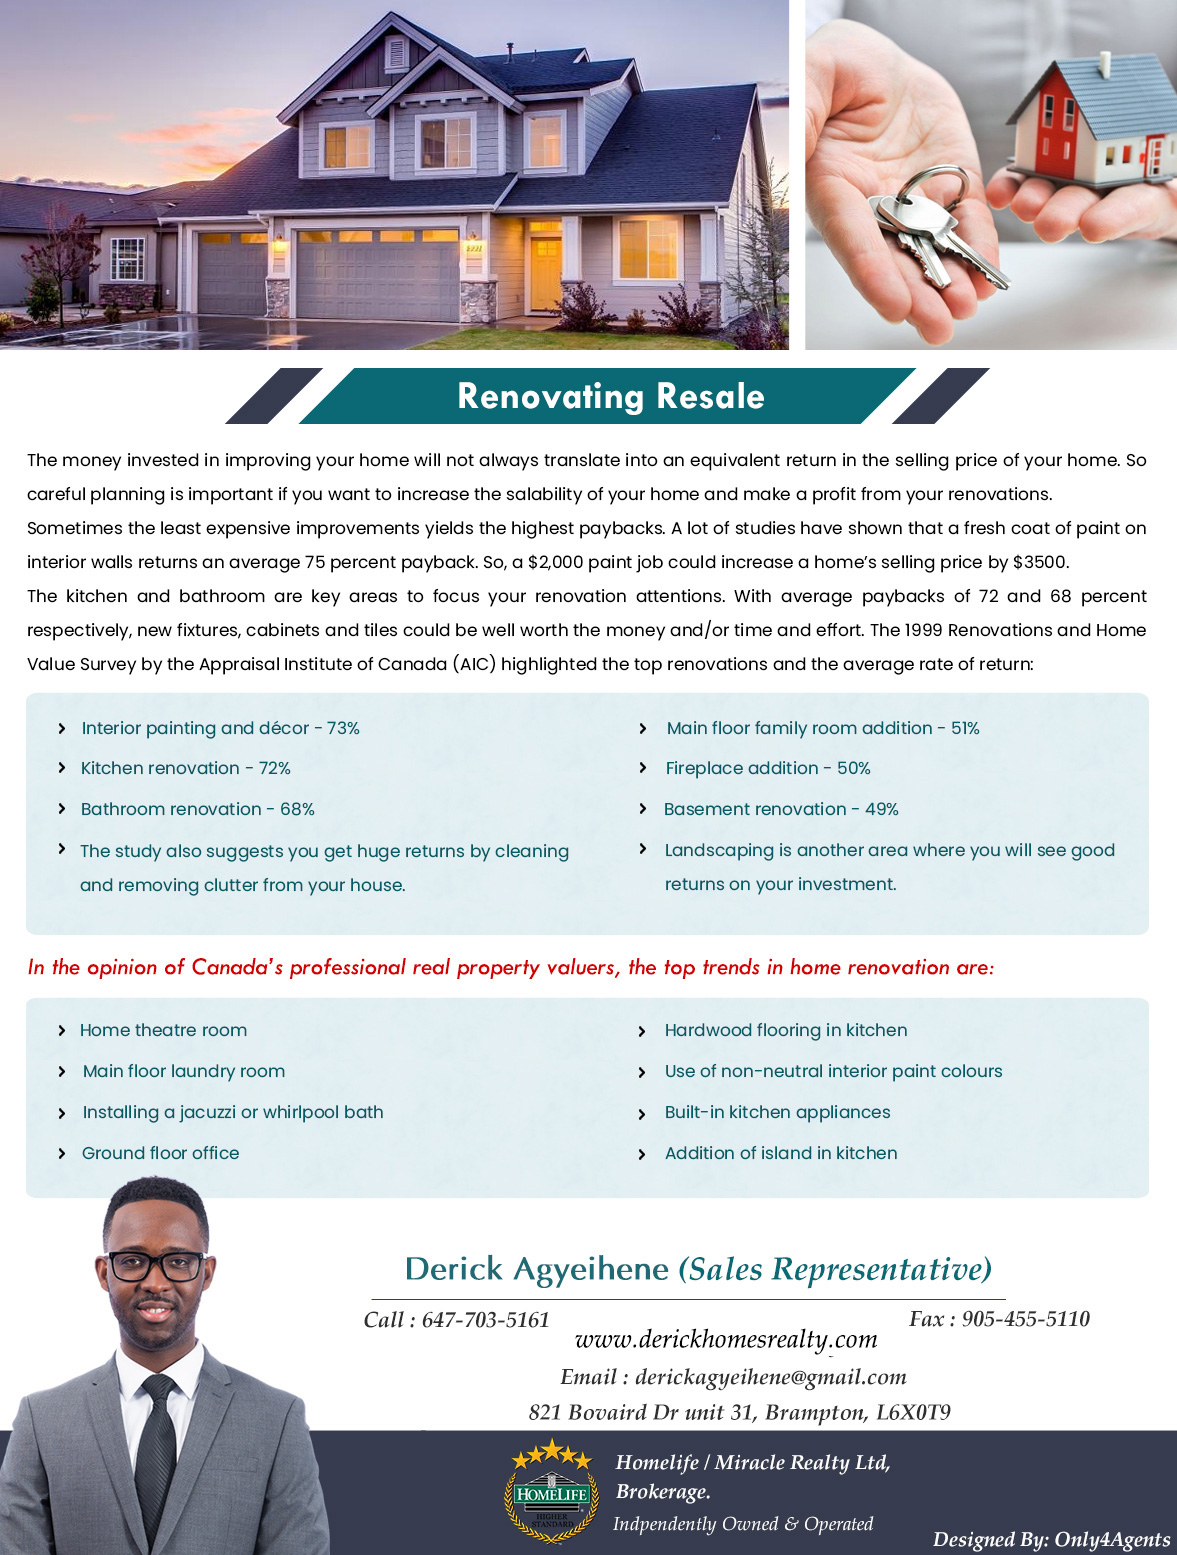 Renovating Resale
The money invested in improving your home will not always translate into an equivalent return in the selling price of your home. So
careful planning is important if you want to increase the salability of your home and make a profit from your renovations.
Sometimes the least expensive improvements yields the highest paybacks. A lot of studies have shown that a fresh coat of paint on
interior walls returns an average 75 percent payback. So, a $2,000 paint job could increase a home’s selling price by $3500.
The kitchen and bathroom are key areas to focus your renovation attentions. With average paybacks of 72 and 68 percent
respectively, new fixtures, cabinets and tiles could be well worth the money and/or time and effort. The 1999 Renovations and Home
Value Survey by the Appraisal Institute of Canada (AIC) highlighted the top renovations and the average rate of return:
Interior painting and décor - 73%
Kitchen renovation - 72%
Bathroom renovation - 68%
The study also suggests you get huge returns by cleaning
and removing clutter from your house.
Main floor family room addition - 51%
Fireplace addition - 50%
Basement renovation - 49%
Landscaping is another area where you will see good
returns on your investment.
In the opinion of Canada’s professional real property valuers, the top trends in home renovation are:
Home theatre room
Main floor laundry room
Installing a jacuzzi or whirlpool bath
Ground floor office
Hardwood flooring in kitchen
Use of non-neutral interior paint colours
Built-in kitchen appliances
Addition of island in kitchen
Derick Agyeihene (Sales Representative)
Call : 647-703-5161
Fax : 905-455-5110
www.derickhomesrealty.com
Email : derickagyeihene@gmail.com
821 Bovaird Dr unit 31, Brampton, L6X0T9
HOMELIFE
HIGHER
STANDARD
Homelife / Miracle Realty Ltd,
Brokerage.
Indpendently Owned & Operated
Designed By: Only4Agents